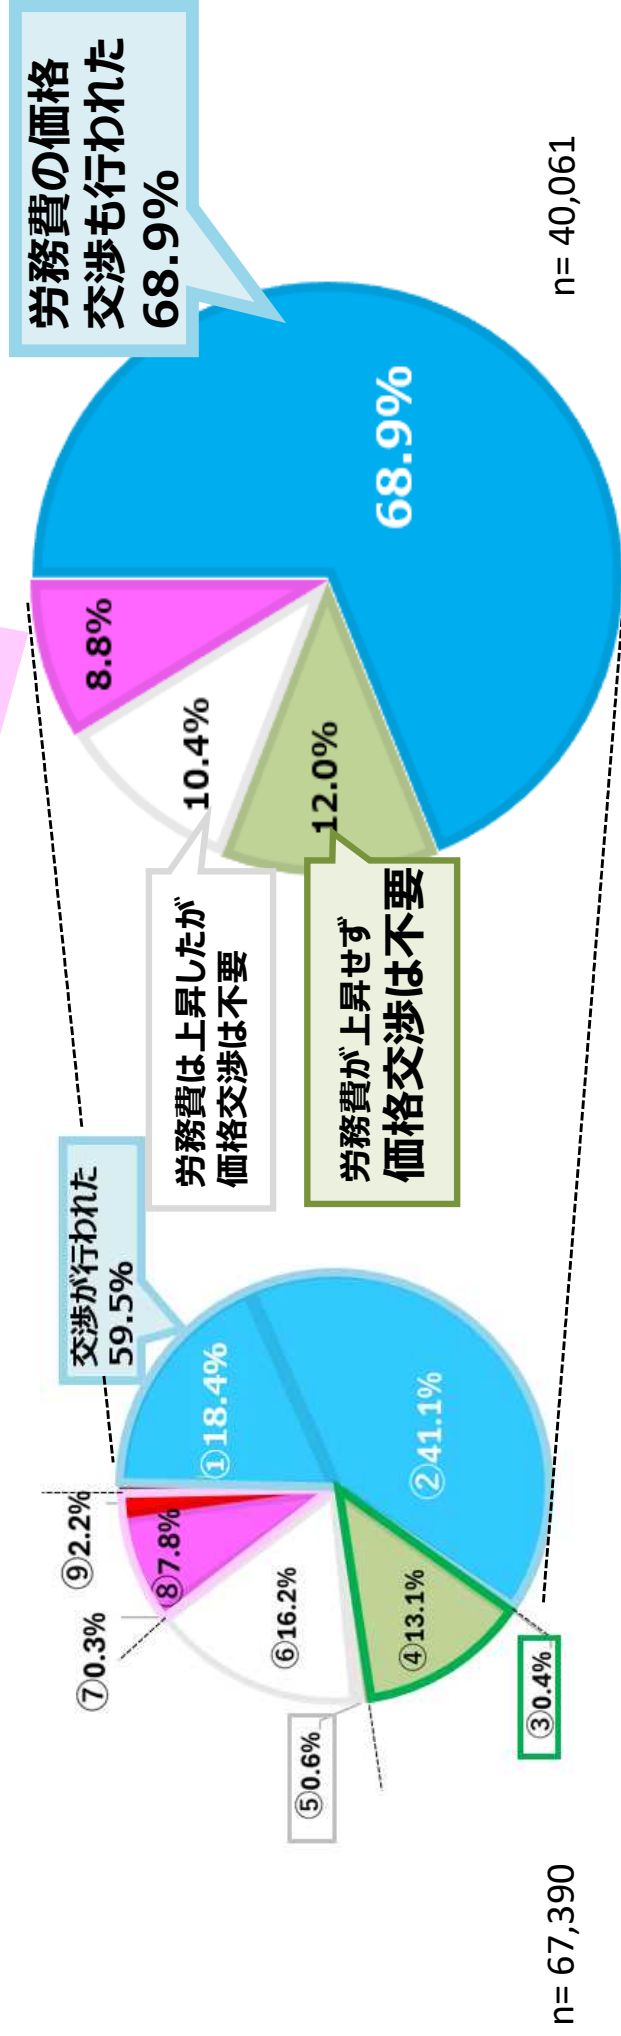 ⑨2.2%
⑦0.3%
⑧7.8%
交渉が行われた
59.5%
①18.4%
⑥16.2%
⑤0.6%
②41.1%
④13.1%
③0.4%
n= 67,390
労務費の価格
交渉も行われた
68.9%
8.8%
10.4%
労務費は上昇したが
価格交渉は不要
12.0%
労務費が上昇せず
価格交渉は不要
68.9%
n= 40,061